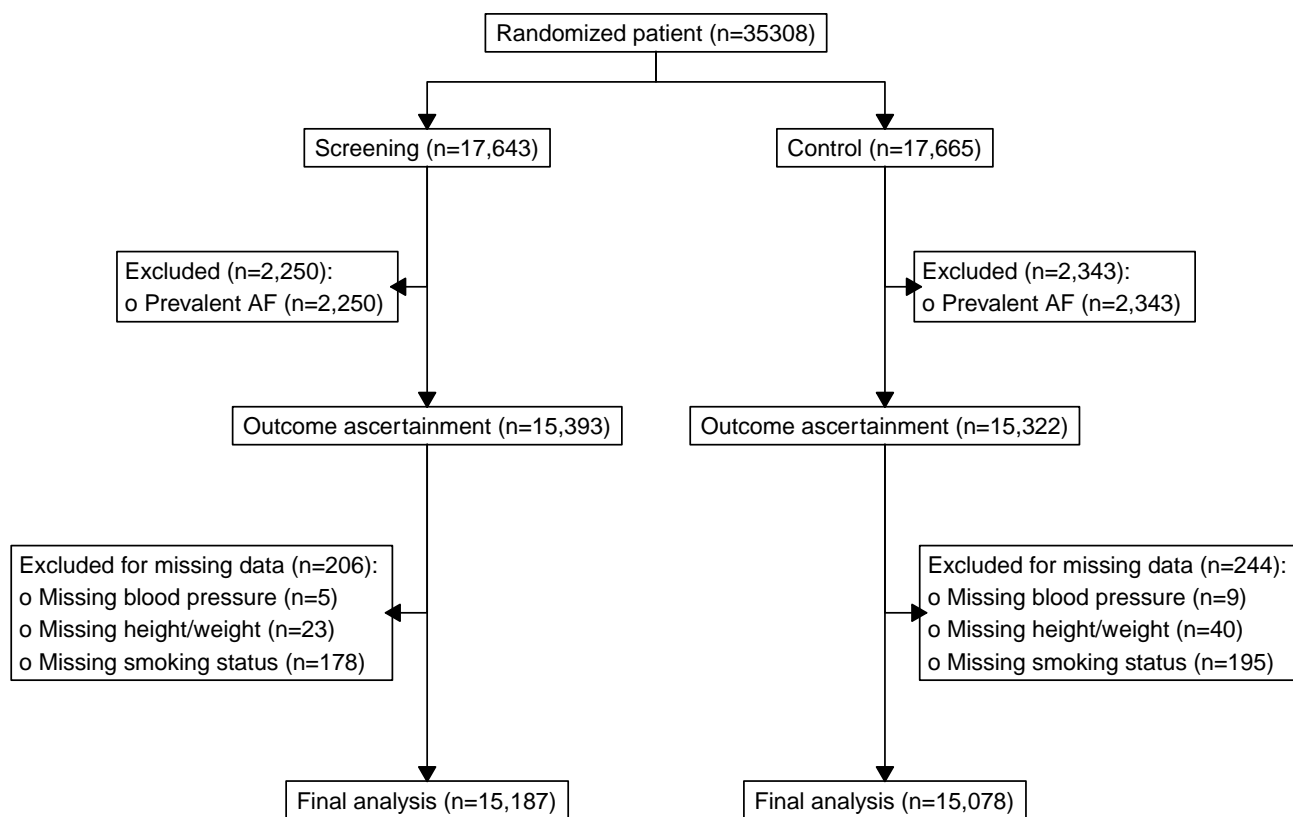 Randomized patient (n=35308)
Screening (n=17,643)
Control (n=17,665)
Excluded (n=2,250):
o Prevalent AF (n=2,250)
Excluded (n=2,343):
o Prevalent AF (n=2,343)
Outcome ascertainment (n=15,393)
Outcome ascertainment (n=15,322)
Excluded for missing data (n=206):
o Missing blood pressure (n=5)
o Missing height/weight (n=23)
o Missing smoking status (n=178)
Excluded for missing data (n=244):
o Missing blood pressure (n=9)
o Missing height/weight (n=40)
o Missing smoking status (n=195)
Final analysis (n=15,187)
Final analysis (n=15,078)